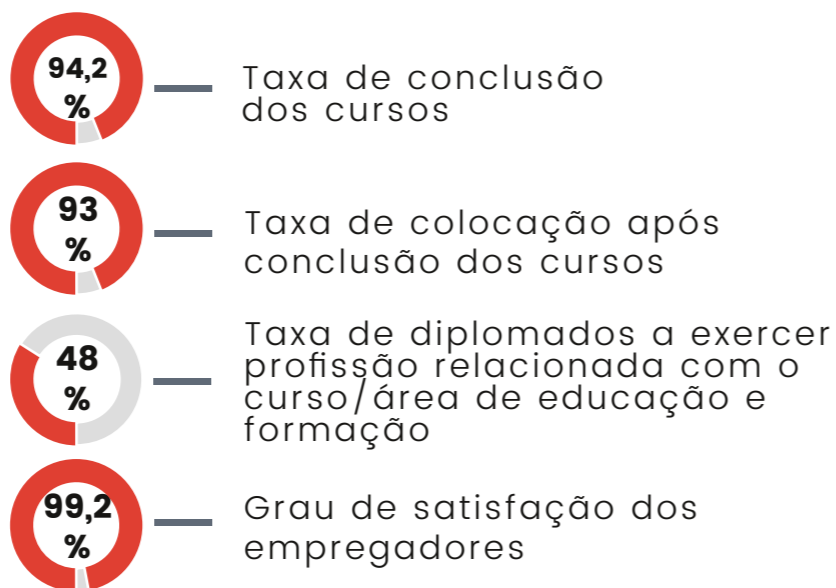 94,2
%
Taxa de conclusão
dos cursos
93
%
Taxa de colocação após
conclusão dos cursos
48
%
Taxa de diplomados a exercer
profissão relacionada com o
curso/área de educação e
formação
99,2
%
Grau de satisfação dos
empregadores